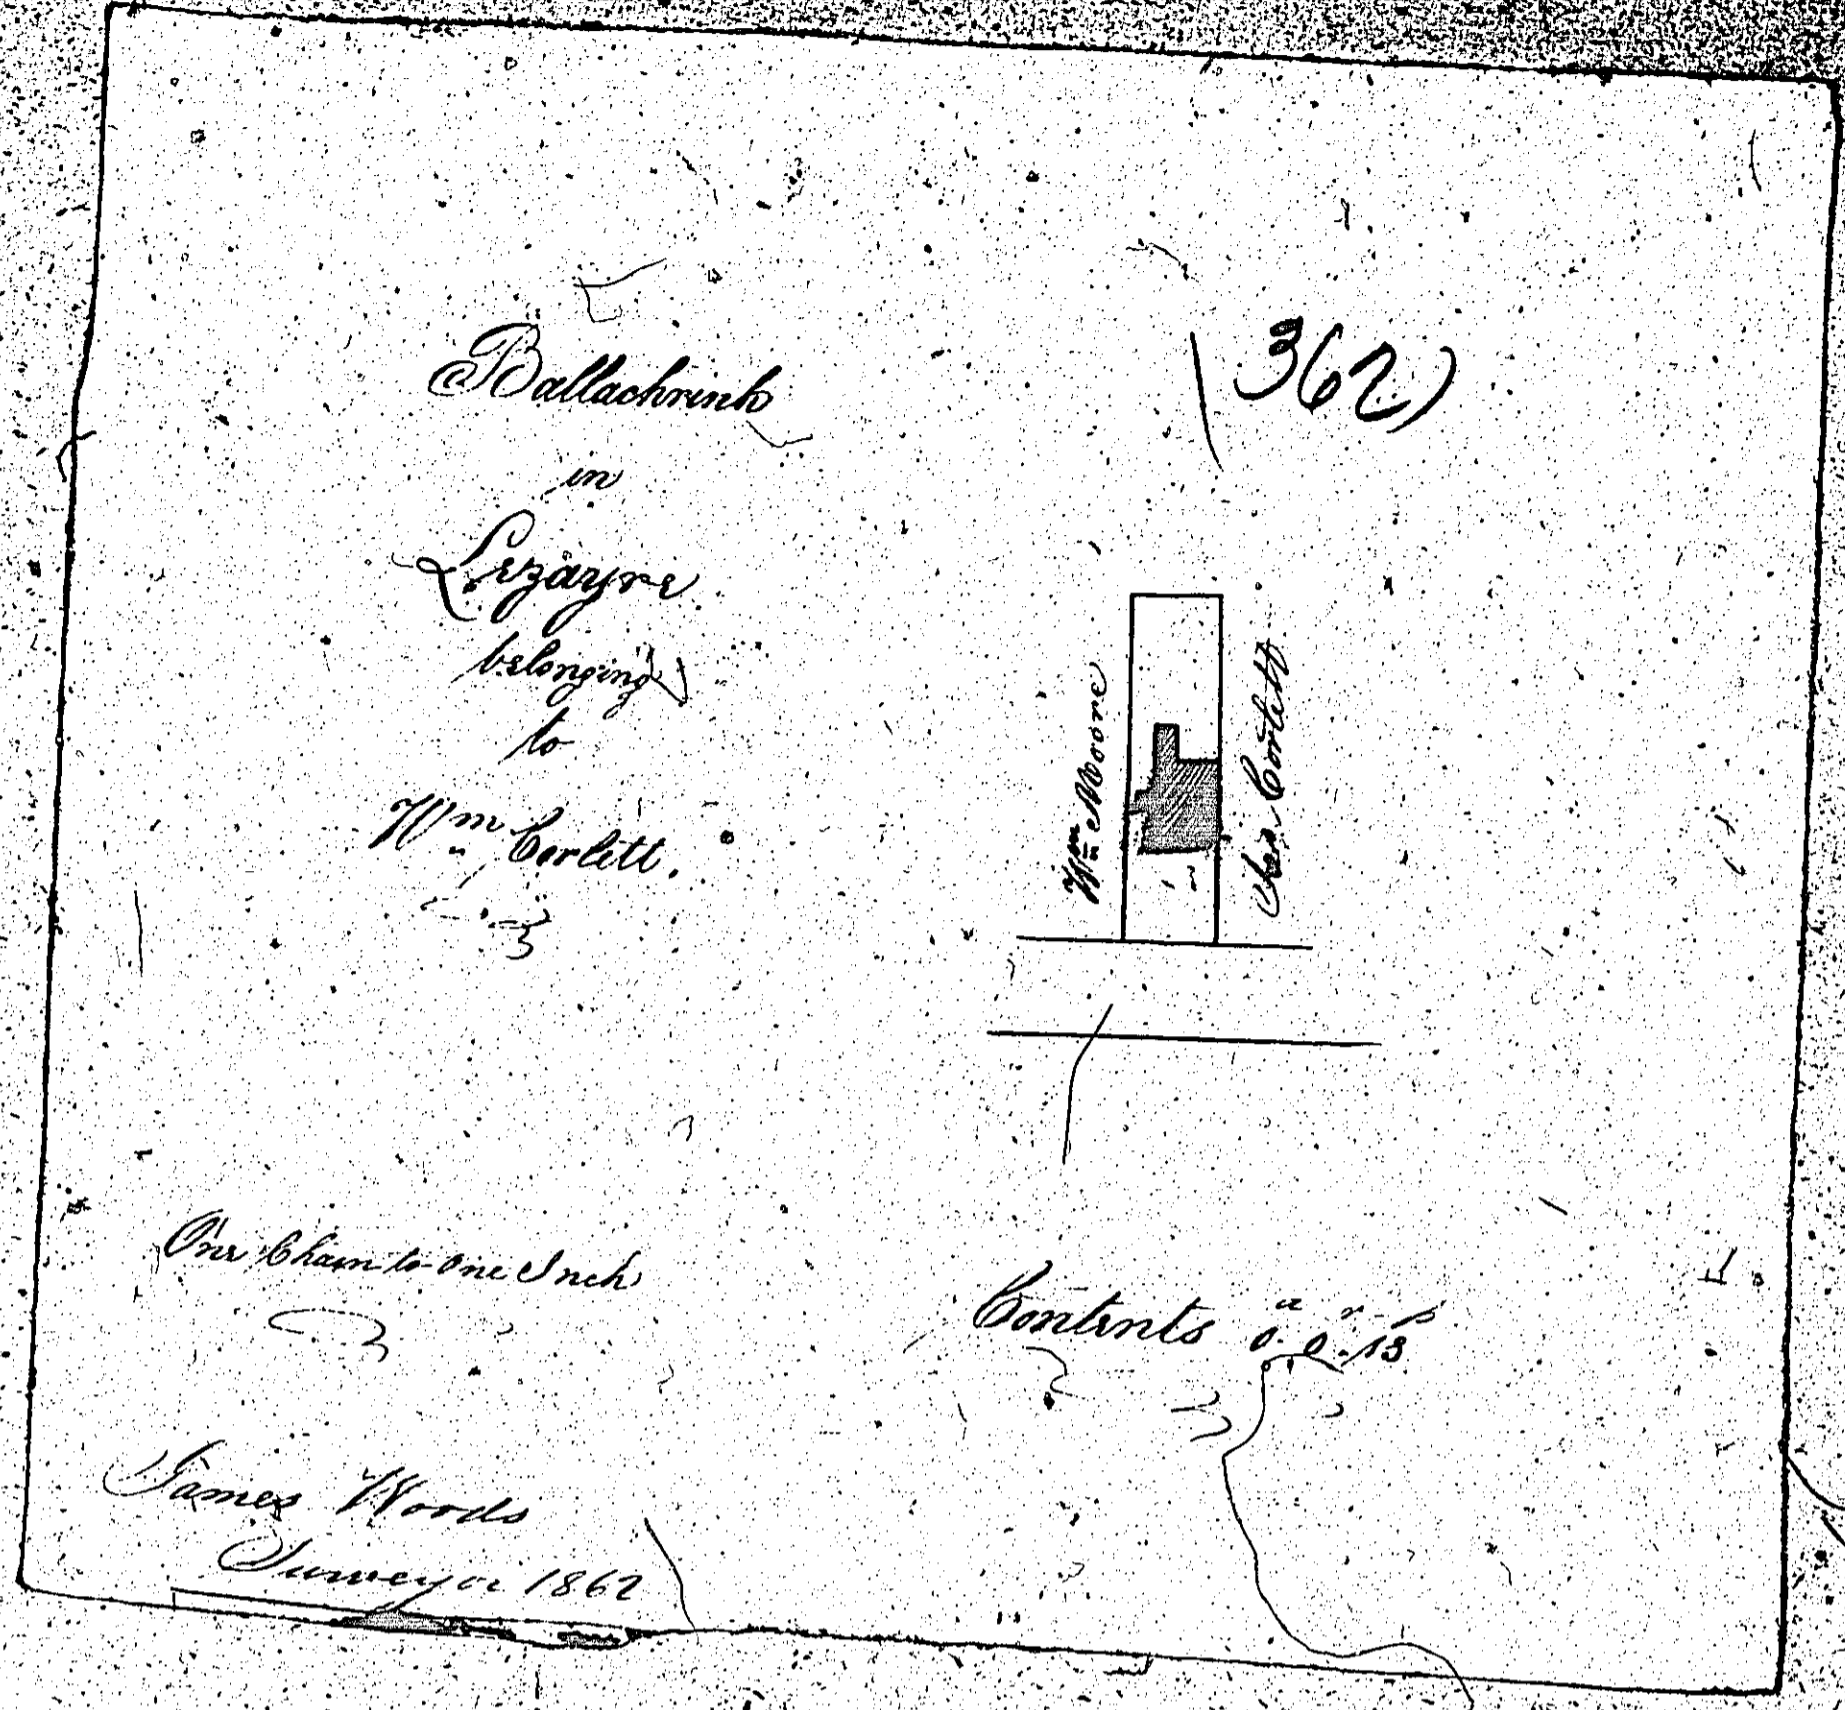 Ballachrink
in
Lezayre
belonging
to
Wm Corlett.
362)
Wm Moore
Corlett
One Chain to One Inch
Contents a r p
0. 0. 13
James Woods
Surveyor 1862